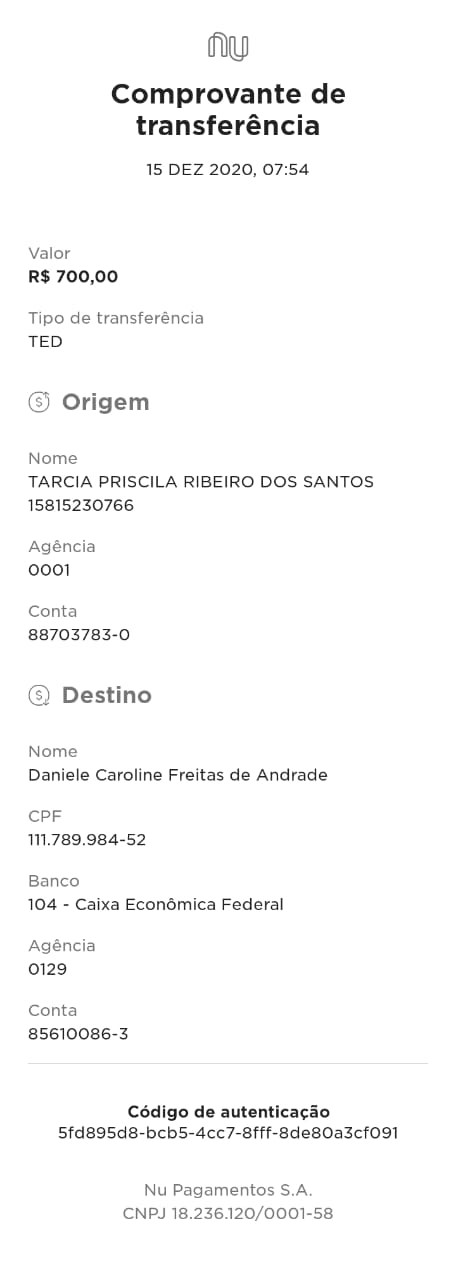 nu
Comprovante de
transferência
15 DEZ 2020, 07:54
Valor
R$ 700,00
Tipo de transferência
TED
Origem
Nome
TARCIA PRISCILA RIBEIRO DOS SANTOS
15815230766
Agência
0001
Conta
88703783-0
Destino
Nome
Daniele Caroline Freitas de Andrade
CPF
111.789.984-52
Banco
104 - Caixa Econômica Federal
Agência
0129
Conta
85610086-3
Código de autenticação
5fd895d8-bcb5-4cc7-8fff-8de80a3cf091
Nu Pagamentos S.A.
CNPJ 18.236.120/0001-58